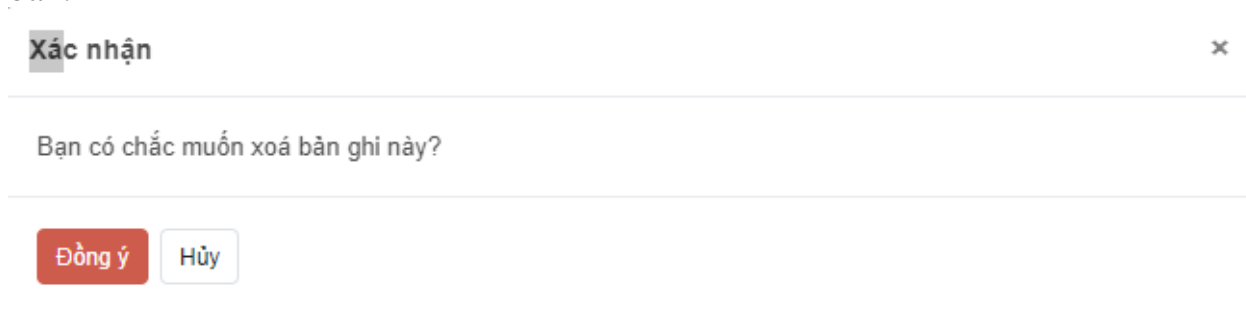 Xác nhận ×
Bạn có chắc muốn xoá bản ghi này?
Đồng ý Hủy